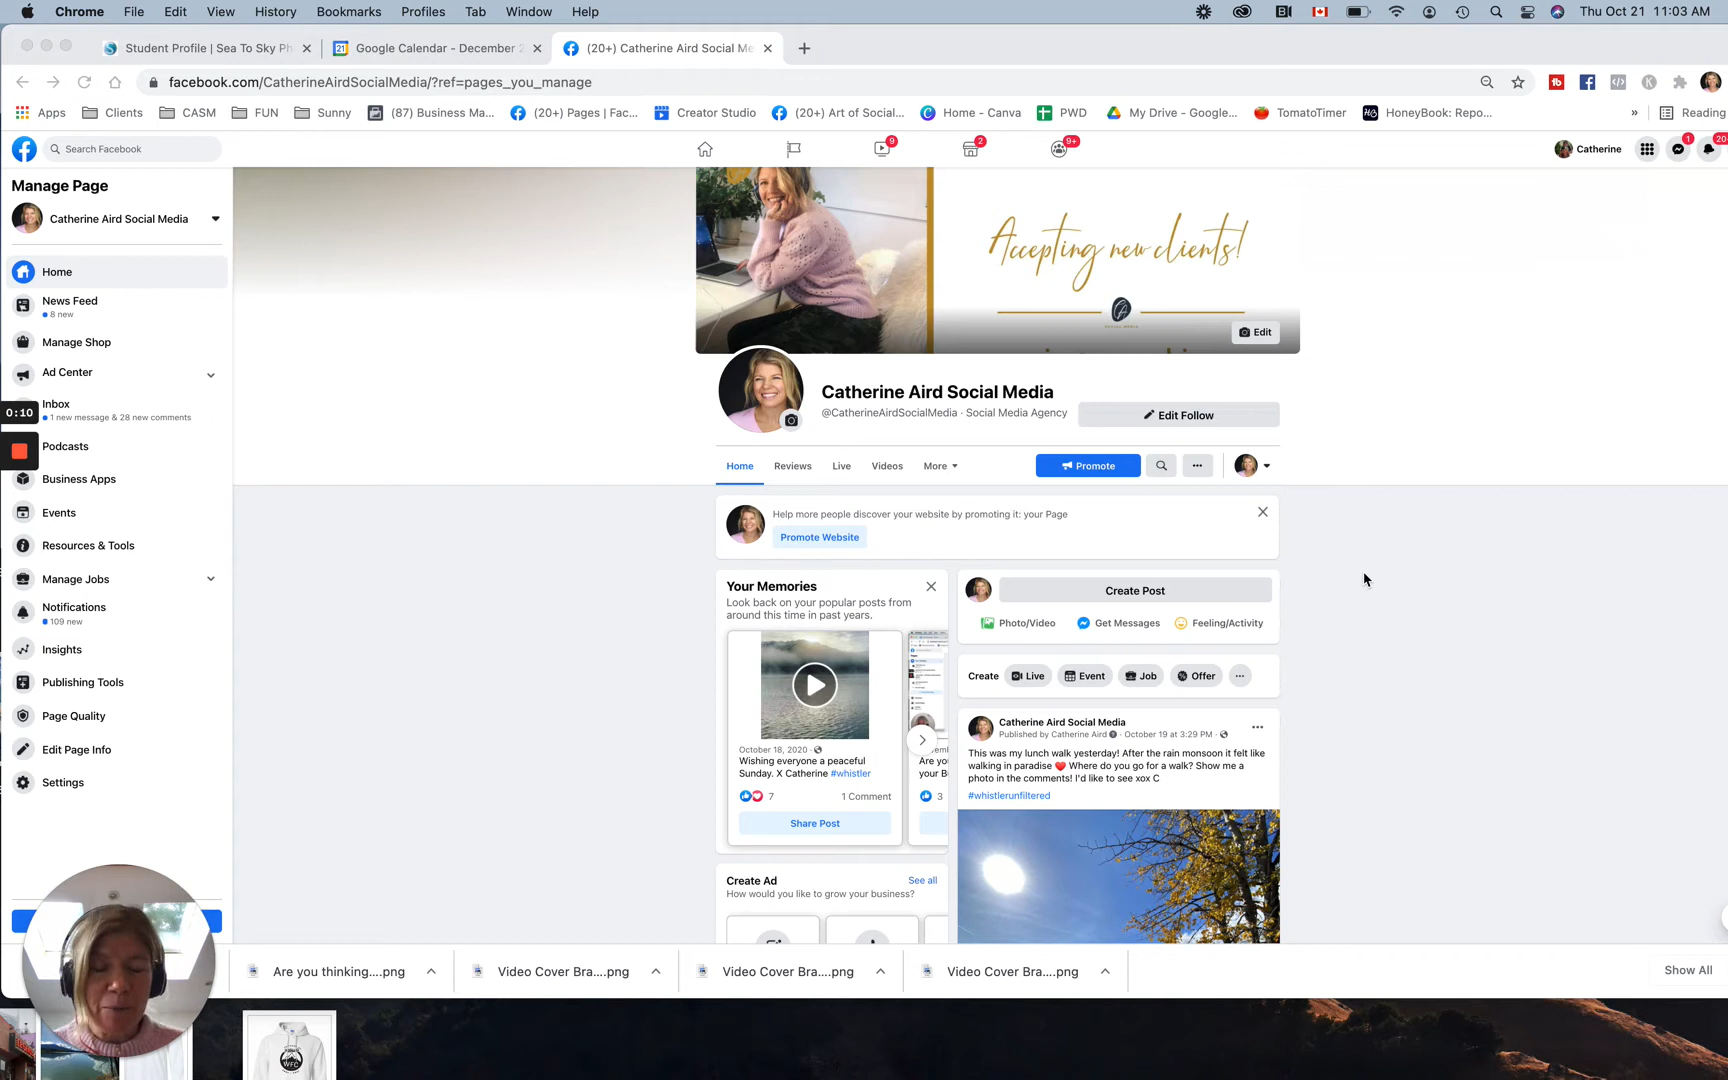 Chrome File Edit View History Bookmarks Profiles Tab Window Help
Thu Oct 21 11:03 AM
Student Profile | Sea To Sky Ph
Google Calendar - December 2
(20+) Catherine Aird Social Me
facebook.com/CatherineAirdSocialMedia/?ref=pages_you_manage
Apps Clients CASM FUN Sunny (87) Business Ma... (20+) Pages | Fac... Creator Studio (20+) Art of Social... Home - Canva PWD My Drive - Google... TomatoTimer HoneyBook: Repo... » Reading
Search Facebook
9
2
9+
Catherine
1
20+
Manage Page
Catherine Aird Social Media
Home
News Feed
8 new
Manage Shop
Ad Center
Inbox
1 new message & 28 new comments
0:10
Podcasts
Business Apps
Events
Resources & Tools
Manage Jobs
Notifications
109 new
Insights
Publishing Tools
Page Quality
Edit Page Info
Settings
Accepting new clients!
Edit
Catherine Aird Social Media
@CatherineAirdSocialMedia · Social Media Agency
Edit Follow
Home Reviews Live Videos More
Promote
Help more people discover your website by promoting it: your Page
Promote Website
Your Memories
Look back on your popular posts from
around this time in past years.
October 18, 2020 ·
Wishing everyone a peaceful
Sunday. X Catherine #whistler
7
1 Comment
Share Post
Are you
your B
3
Create Ad
See all
How would you like to grow your business?
Create Post
Photo/Video Get Messages Feeling/Activity
Create Live Event Job Offer
Catherine Aird Social Media
Published by Catherine Aird · October 19 at 3:29 PM ·
This was my lunch walk yesterday! After the rain monsoon it felt like
walking in paradise ❤️ Where do you go for a walk? Show me a
photo in the comments! I'd like to see xox C
#whistlerunfiltered
Are you thinking....png
Video Cover Bra....png
Video Cover Bra....png
Video Cover Bra....png
Show All
WFC